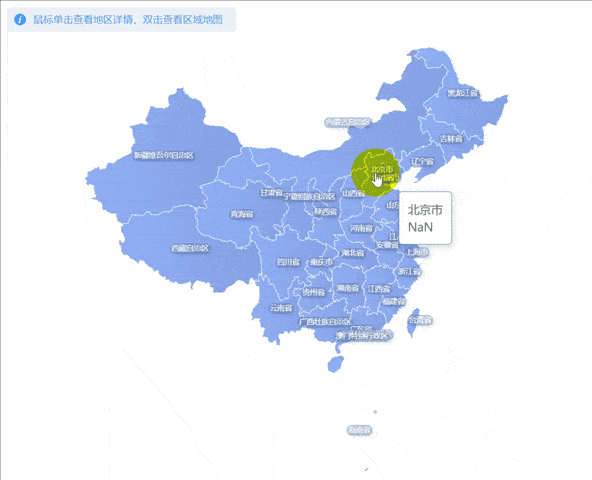 鼠标单击查看地区详情，双击查看区域地图
黑龙江省
内蒙古自治区
吉林省
新疆维吾尔自治区
辽宁省
北京市
甘肃省
宁夏回族自治区
山西省
陕西省
山东
青海省
北京市
NaN
河南省
江
西藏自治区
安徽省
上海市
四川省
重庆市
湖北省
浙江省
贵州省
湖南省
江西省
福建省
云南省
台湾省
广西壮族自治区
广东省
澳门特别行政区
海南省